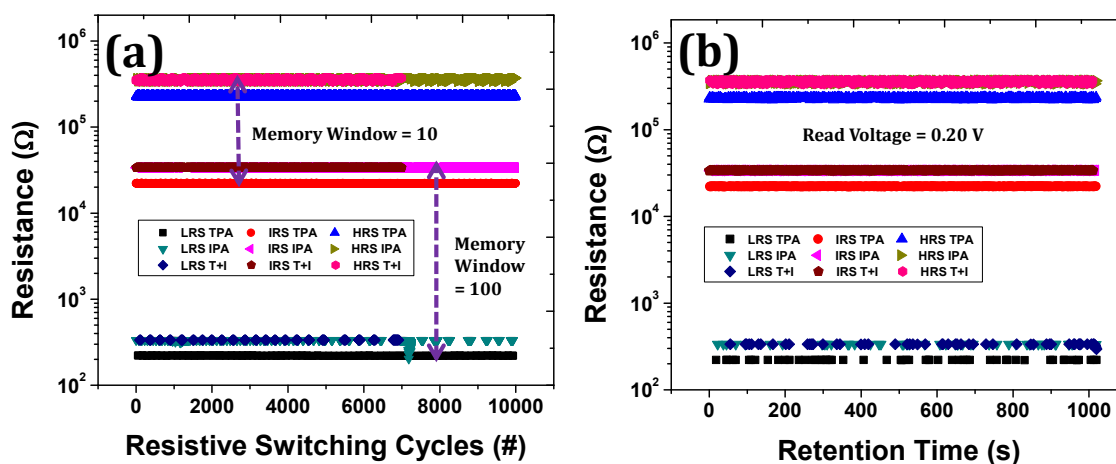 (a)
10⁶
10⁵
10⁴
10³
10²
Resistance (Ω)
Memory Window = 10
LRS TPA IRS TPA HRS TPA
LRS IPA IRS IPA HRS IPA
LRS T+I IRS T+I HRS T+I
Memory
Window
= 100
0 2000 4000 6000 8000 10000
Resistive Switching Cycles (#)
(b)
10⁶
10⁵
10⁴
10³
10²
Resistance (Ω)
Read Voltage = 0.20 V
LRS TPA IRS TPA HRS TPA
LRS IPA IRS IPA HRS IPA
LRS T+I IRS T+I HRS T+I
0 200 400 600 800 1000
Retention Time (s)